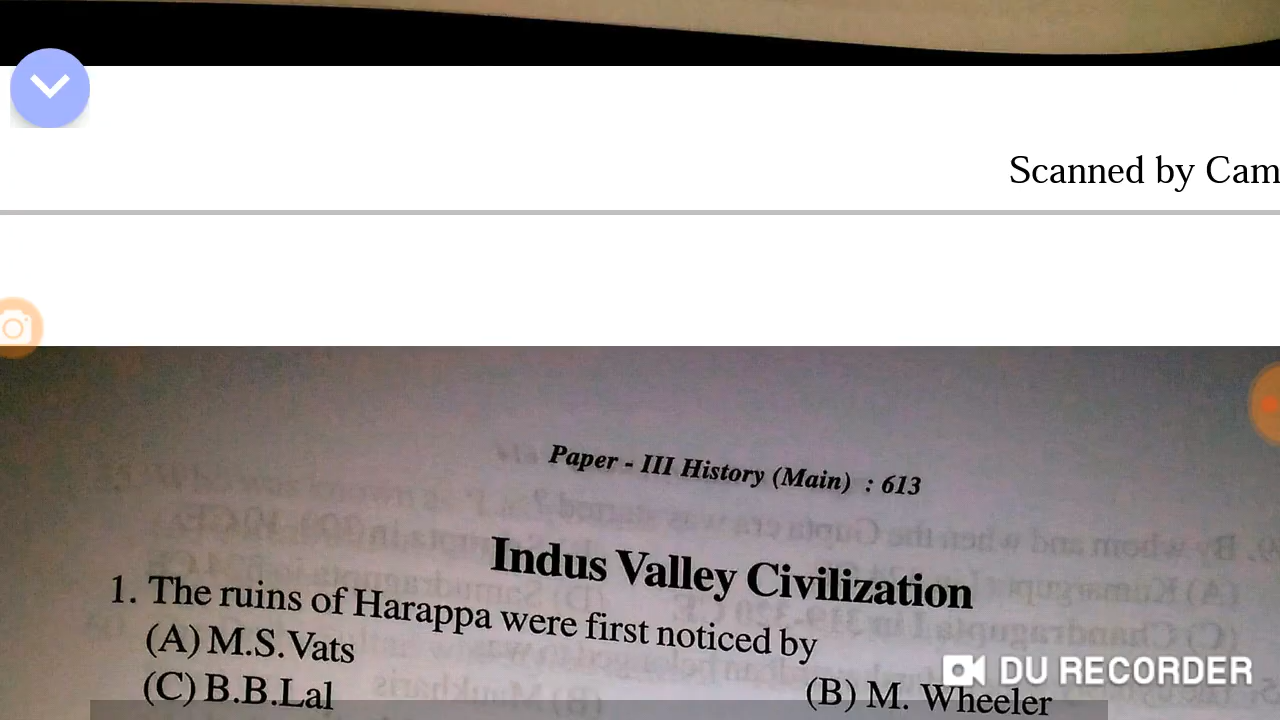 Scanned by Cam
Paper - III History (Main) : 613
Indus Valley Civilization
1. The ruins of Harappa were first noticed by
(A) M.S. Vats
(B) M. Wheeler
(C) B.B.Lal
DU RECORDER